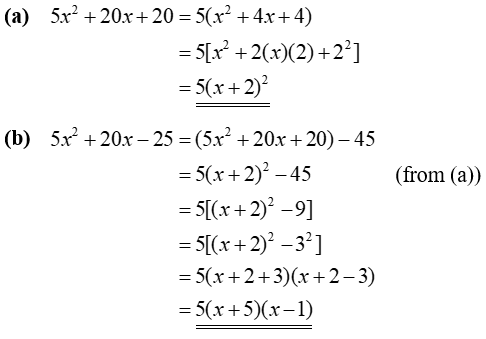 (a) 5x² + 20x + 20 = 5(x² + 4x + 4)
= 5[x² + 2(x)(2) + 2²]
= 5(x + 2)²
(b) 5x² + 20x − 25 = (5x² + 20x + 20) − 45
= 5(x + 2)² − 45 (from (a))
= 5[(x + 2)² − 9]
= 5[(x + 2)² − 3²]
= 5(x + 2 + 3)(x + 2 − 3)
= 5(x + 5)(x − 1)